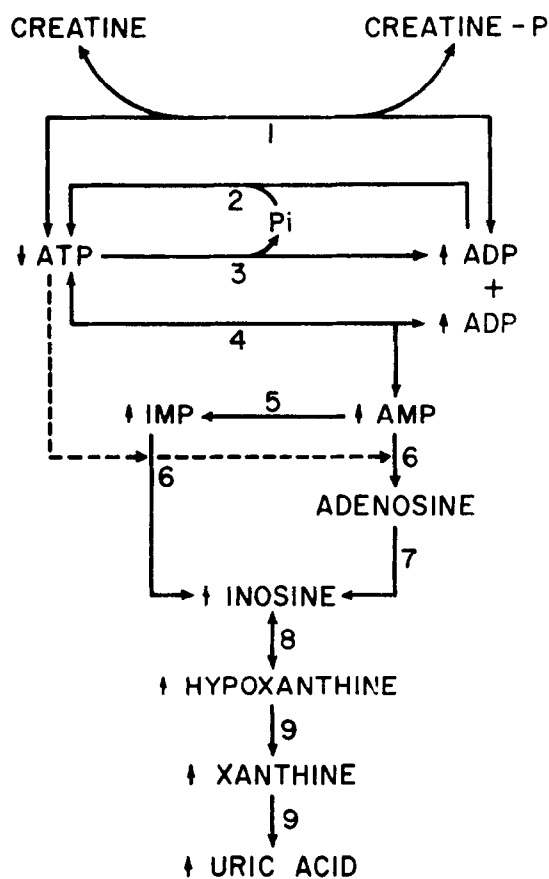 CREATINE CREATINE - P
1
2
Pi
ATP ADP
3
+
ADP
4
5
IMP AMP
6 6
ADENOSINE
7
INOSINE
8
HYPOXANTHINE
9
XANTHINE
9
URIC ACID